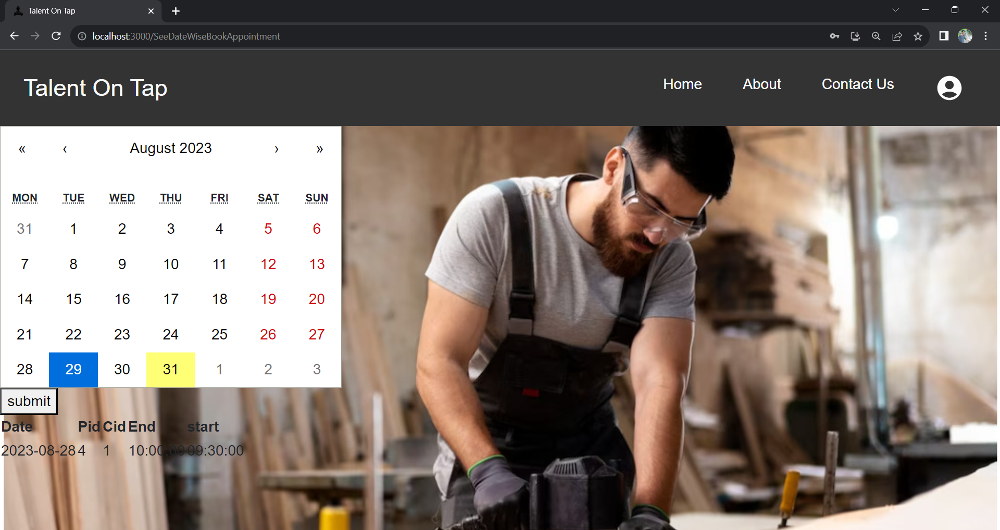 Talent On Tap
localhost:3000/SeeDateWiseBookAppointment
Talent On Tap Home About Contact Us
« ‹ August 2023 › »
MON TUE WED THU FRI SAT SUN
31 1 2 3 4 5 6
7 8 9 10 11 12 13
14 15 16 17 18 19 20
21 22 23 24 25 26 27
28 29 30 31 1 2 3
submit
Date Pid Cid End start
2023-08-28 4 1 10:00:00 09:30:00